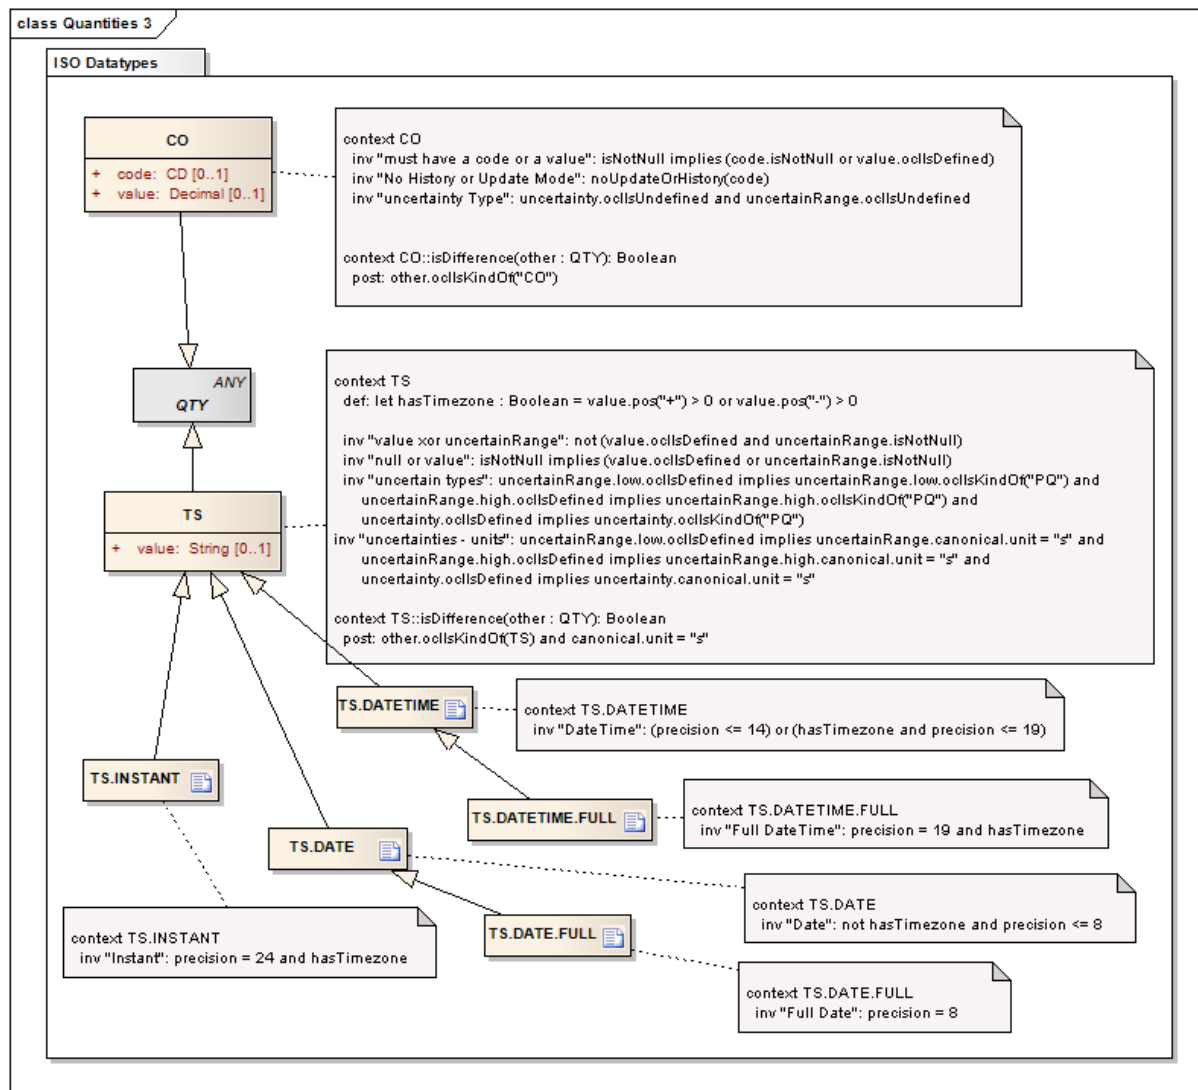 class Quantities 3
ISO Datatypes
CO
+ code: CD [0..1]
+ value: Decimal [0..1]
context CO
inv "must have a code or a value": isNotNull implies (code.isNotNull or value.oclIsDefined)
inv "No History or Update Mode": noUpdateOrHistory(code)
inv "uncertainty Type": uncertainty.oclIsUndefined and uncertainRange.oclIsUndefined
context CO::isDifference(other : QTY): Boolean
post: other.oclIsKindOf("CO")
ANY
QTY
TS
+ value: String [0..1]
context TS
def: let hasTimezone : Boolean = value.pos("+") > 0 or value.pos("-") > 0
inv "value xor uncertainRange": not (value.oclIsDefined and uncertainRange.isNotNull)
inv "null or value": isNotNull implies (value.oclIsDefined or uncertainRange.isNotNull)
inv "uncertain types": uncertainRange.low.oclIsDefined implies uncertainRange.low.oclIsKindOf("PQ") and
uncertainRange.high.oclIsDefined implies uncertainRange.high.oclIsKindOf("PQ") and
uncertainty.oclIsDefined implies uncertainty.oclIsKindOf("PQ")
inv "uncertainties - units": uncertainRange.low.oclIsDefined implies uncertainRange.canonical.unit = "s" and
uncertainRange.high.oclIsDefined implies uncertainRange.high.canonical.unit = "s" and
uncertainty.oclIsDefined implies uncertainty.canonical.unit = "s"
context TS::isDifference(other : QTY): Boolean
post: other.oclIsKindOf(TS) and canonical.unit = "s"
TS.DATETIME
context TS.DATETIME
inv "DateTime": (precision <= 14) or (hasTimezone and precision <= 19)
TS.INSTANT
TS.DATETIME.FULL
context TS.DATETIME.FULL
inv "Full DateTime": precision = 19 and hasTimezone
TS.DATE
context TS.DATE
inv "Date": not hasTimezone and precision <= 8
context TS.INSTANT
inv "Instant": precision = 24 and hasTimezone
TS.DATE.FULL
context TS.DATE.FULL
inv "Full Date": precision = 8